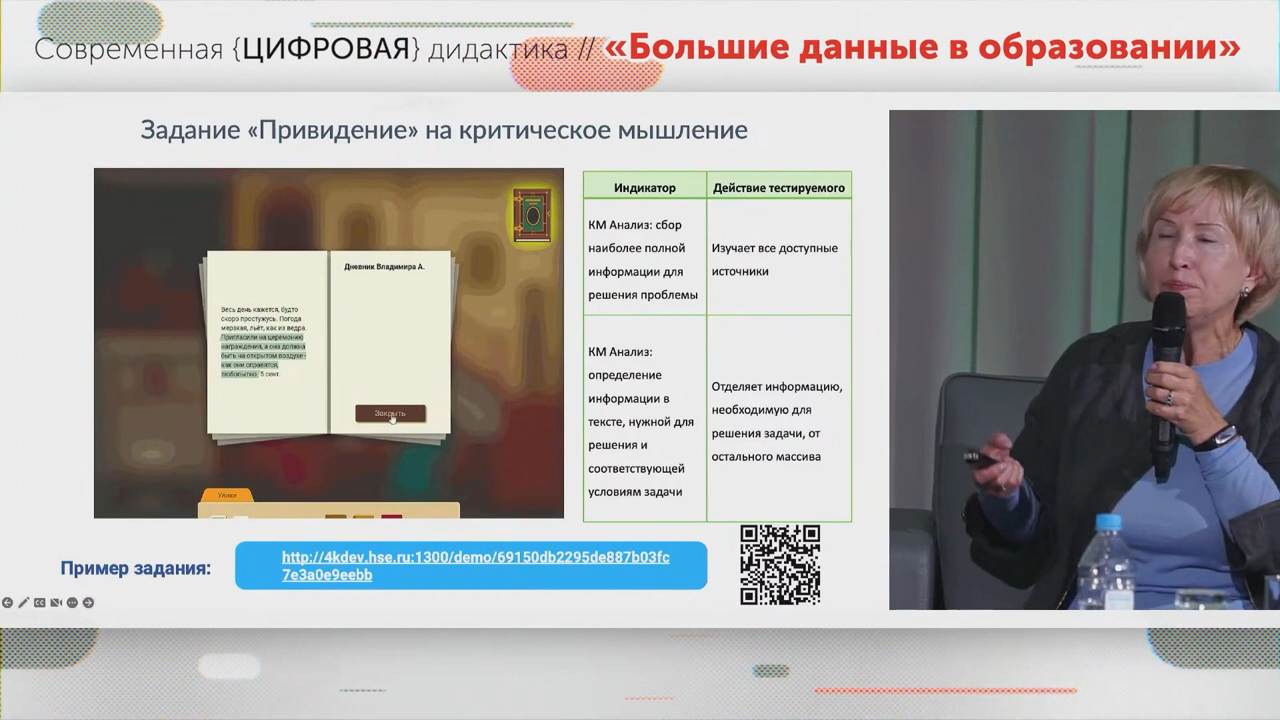 Современная {ЦИФРОВАЯ} дидактика // «Большие данные в образовании»
Задание «Привидение» на критическое мышление
Дневник Владимира А.
Весь день кажется, будто
скоро простужусь. Погода
мерзкая, льёт, как из ведра.
Пригласили на церемонию
награждения, а она должна
быть на открытом воздухе -
как они справятся,
любопытно. 5 сент.
Закрыть
Улики
Индикатор
Действие тестируемого
КМ Анализ: сбор
наиболее полной
информации для
решения проблемы
Изучает все доступные
источники
КМ Анализ:
определение
информации в
тексте, нужной для
решения и
соответствующей
условиям задачи
Отделяет информацию,
необходимую для
решения задачи, от
остального массива
Пример задания:
http://4kdev.hse.ru:1300/demo/69150db2295de887b03fc
7e3a0e9eebb